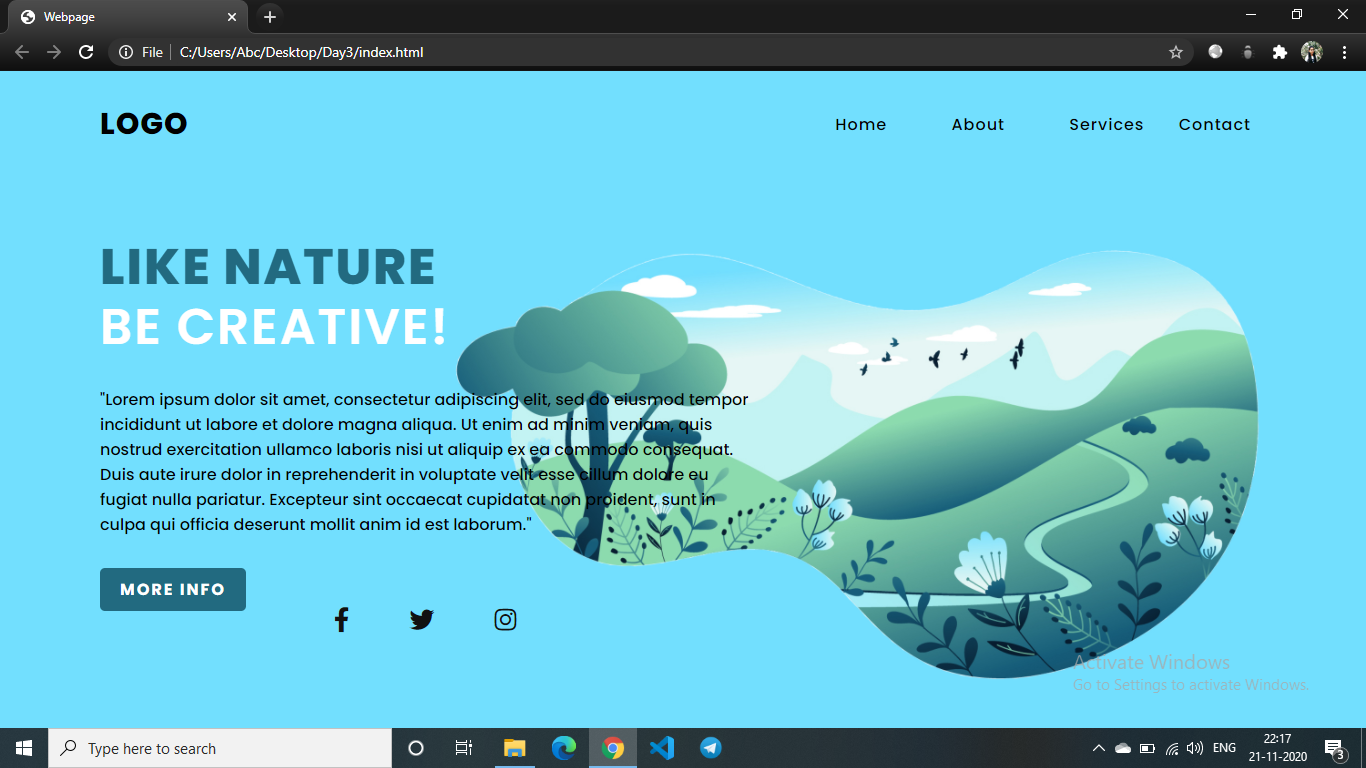 Webpage
File
C:/Users/Abc/Desktop/Day3/index.html
LOGO
Home About Services Contact
LIKE NATURE
BE CREATIVE!
"Lorem ipsum dolor sit amet, consectetur adipiscing elit, sed do eiusmod tempor
incididunt ut labore et dolore magna aliqua. Ut enim ad minim veniam, quis
nostrud exercitation ullamco laboris nisi ut aliquip ex ea commodo consequat.
Duis aute irure dolor in reprehenderit in voluptate velit esse cillum dolore eu
fugiat nulla pariatur. Excepteur sint occaecat cupidatat non proident, sunt in
culpa qui officia deserunt mollit anim id est laborum."
MORE INFO
Activate Windows
Go to Settings to activate Windows.
Type here to search
ENG
22:17
21-11-2020
3